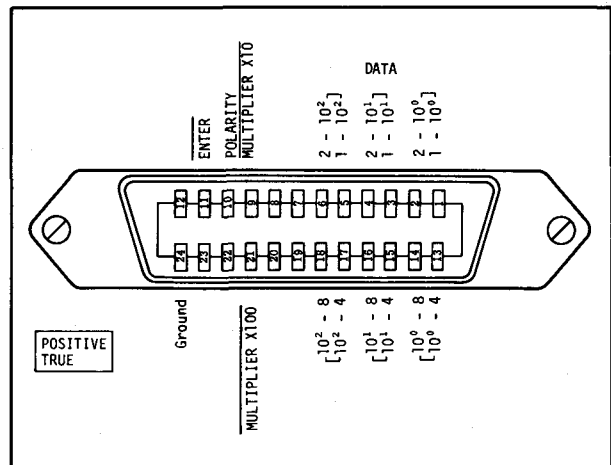 DATA
ENTER
POLARITY
MULTIPLIER X10
2 - 10²]
1 - 10²]
2 - 10¹]
1 - 10¹]
2 - 10⁰]
1 - 10⁰]
12 11 10 9 8 7 6 5 4 3 2 1
24 23 22 21 20 19 18 17 16 15 14 13
Ground
MULTIPLIER X100
[10² - 8
[10² - 4
[10¹ - 8
[10¹ - 4
[10⁰ - 8
[10⁰ - 4
POSITIVE
TRUE